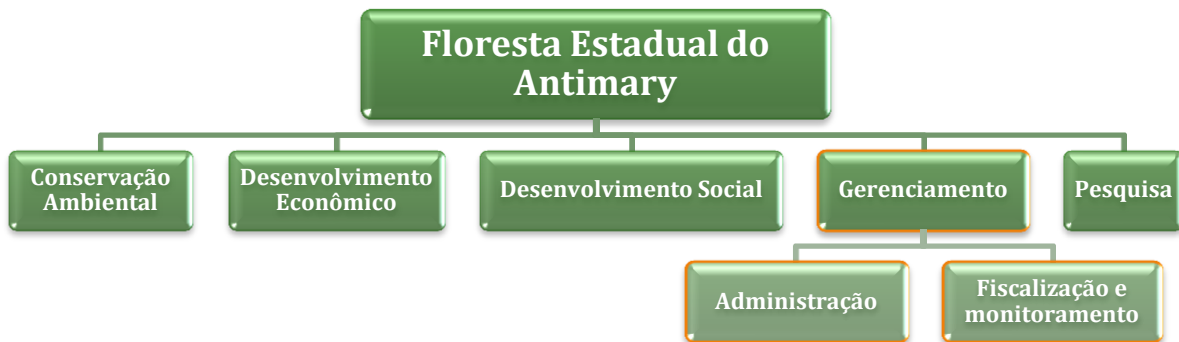 Floresta Estadual do
Antimary
Conservação
Ambiental
Desenvolvimento
Econômico
Desenvolvimento Social
Gerenciamento
Pesquisa
Administração
Fiscalização e
monitoramento